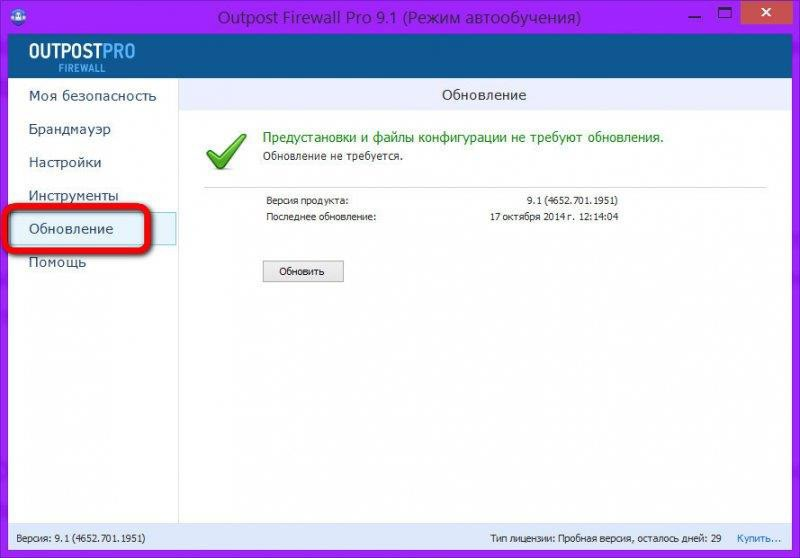 Outpost Firewall Pro 9.1 (Режим автообучения)
OUTPOSTPRO
FIREWALL
Моя безопасность
Брандмауэр
Настройки
Инструменты
Обновление
Помощь
Обновление
Предустановки и файлы конфигурации не требуют обновления.
Обновление не требуется.
Версия продукта: 9.1 (4652.701.1951)
Последнее обновление: 17 октября 2014 г. 12:14:04
Обновить
Версия: 9.1 (4652.701.1951) Тип лицензии: Пробная версия, осталось дней: 29 Купить...